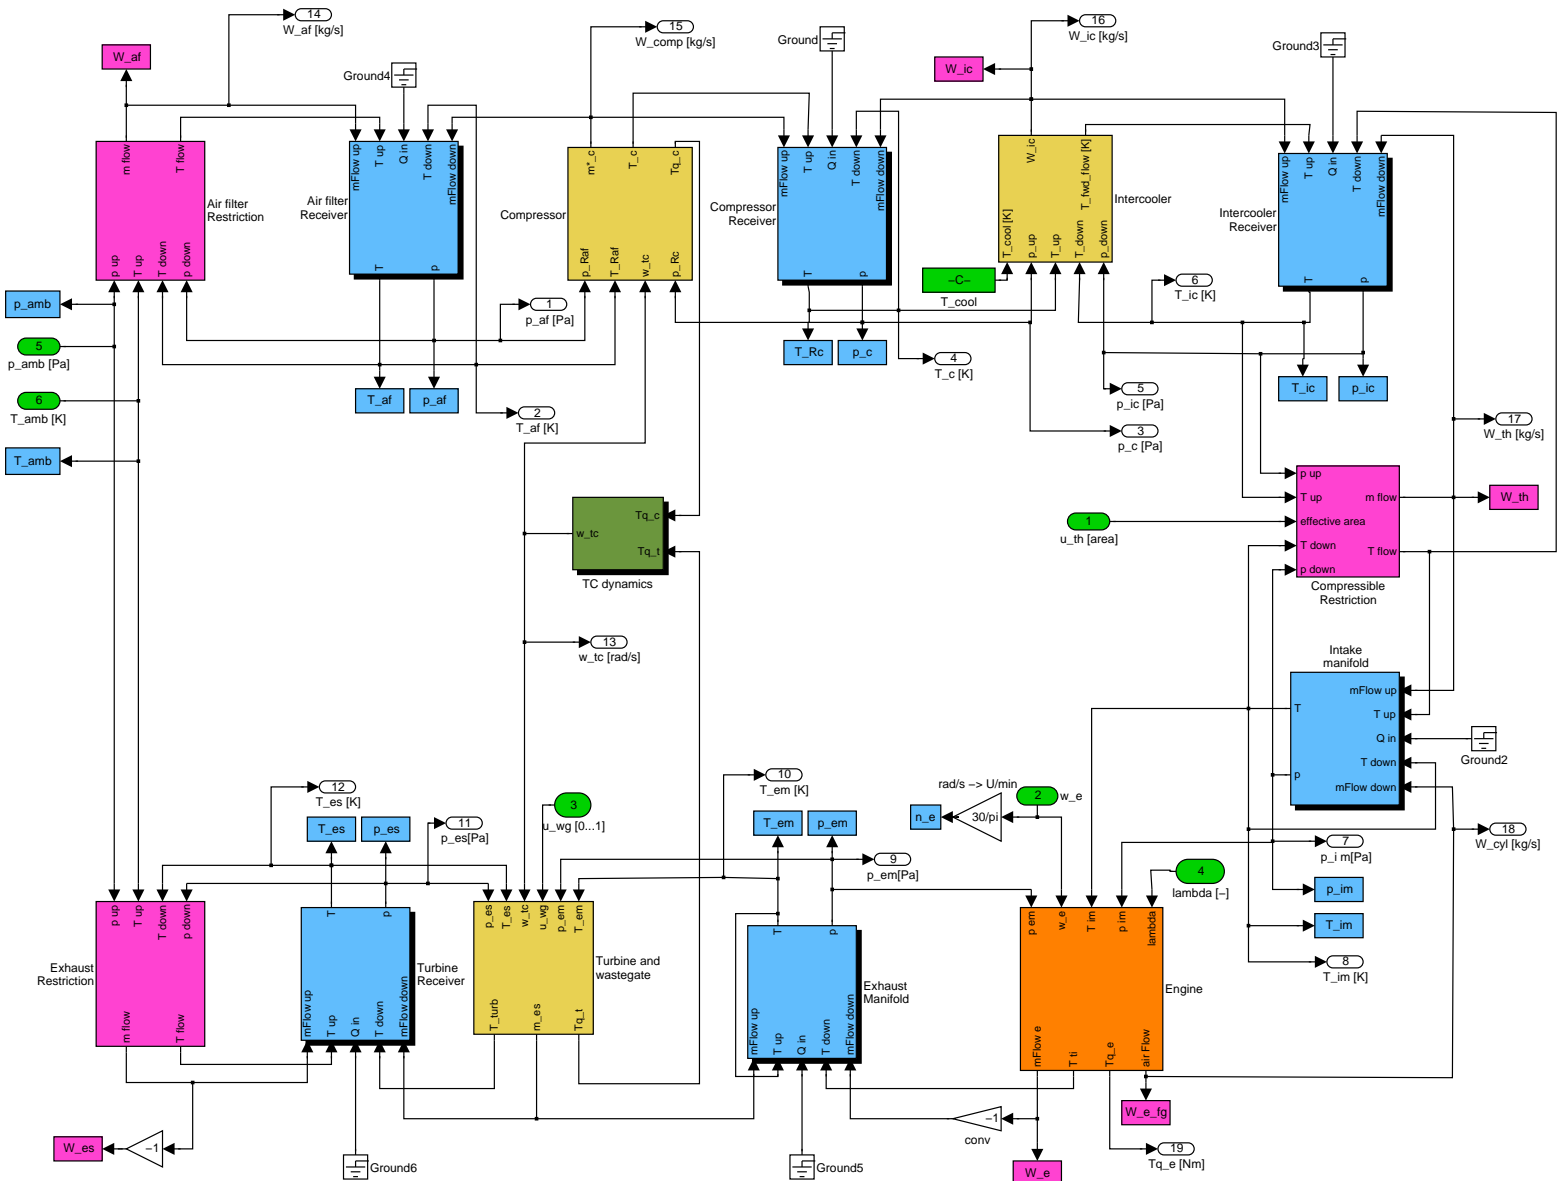 14
W_af [kg/s]
W_af
Ground4
15
W_comp [kg/s]
Ground
16
W_ic [kg/s]
W_ic
Ground3
m flow
T flow
p up
T up
T down
p down
Air filter
Restriction
mFlow up
T up
Q in
T down
mFlow down
T
p
Air filter
Receiver
m*_c
T_c
Tq_c
p_Raf
T_Raf
w_tc
p_Rc
Compressor
mFlow up
T up
Q in
T down
mFlow down
T
p
Compressor
Receiver
W_ic
T_fwd_flow [K]
T_cool [K]
p_up
T_up
T_down
p_down
Intercooler
mFlow up
T up
Q in
T down
mFlow down
T
p
Intercooler
Receiver
p_amb
5
p_amb [Pa]
6
T_amb [K]
T_amb
1
p_af [Pa]
T_af
p_af
2
T_af [K]
–C–
T_cool
T_Rc
p_c
4
T_c [K]
6
T_ic [K]
T_ic
p_ic
5
p_ic [Pa]
3
p_c [Pa]
17
W_th [kg/s]
W_th
Tq_c
w_tc
Tq_t
TC dynamics
13
w_tc [rad/s]
1
u_th [area]
p up
T up
m flow
effective area
T down
T flow
p down
Compressible
Restriction
Intake
manifold
mFlow up
T
T up
Q in
T down
p
mFlow down
Ground2
12
T_es [K]
T_es
p_es
11
p_es[Pa]
3
u_wg [0...1]
10
T_em [K]
T_em
p_em
9
p_em[Pa]
rad/s –> U/min
n_e
30/pi
2
w_e
4
lambda [–]
18
W_cyl [kg/s]
7
p_i m[Pa]
p_im
T_im
8
T_im [K]
p up
T up
T down
p down
m flow
T flow
Exhaust
Restriction
T
p
mFlow up
T up
Q in
T down
mFlow down
Turbine
Receiver
p_es
T_es
w_tc
u_wg
p_em
T_em
T_turb
m_es
Tq_t
Turbine and
wastegate
T
p
mFlow up
T up
Q in
T down
mFlow down
Exhaust
Manifold
p em
w_e
T im
p im
lambda
mFlow e
T ti
Tq_e
air Flow
Engine
W_es
–1
Ground6
Ground5
–1
conv
W_e
W_e_fg
19
Tq_e [Nm]